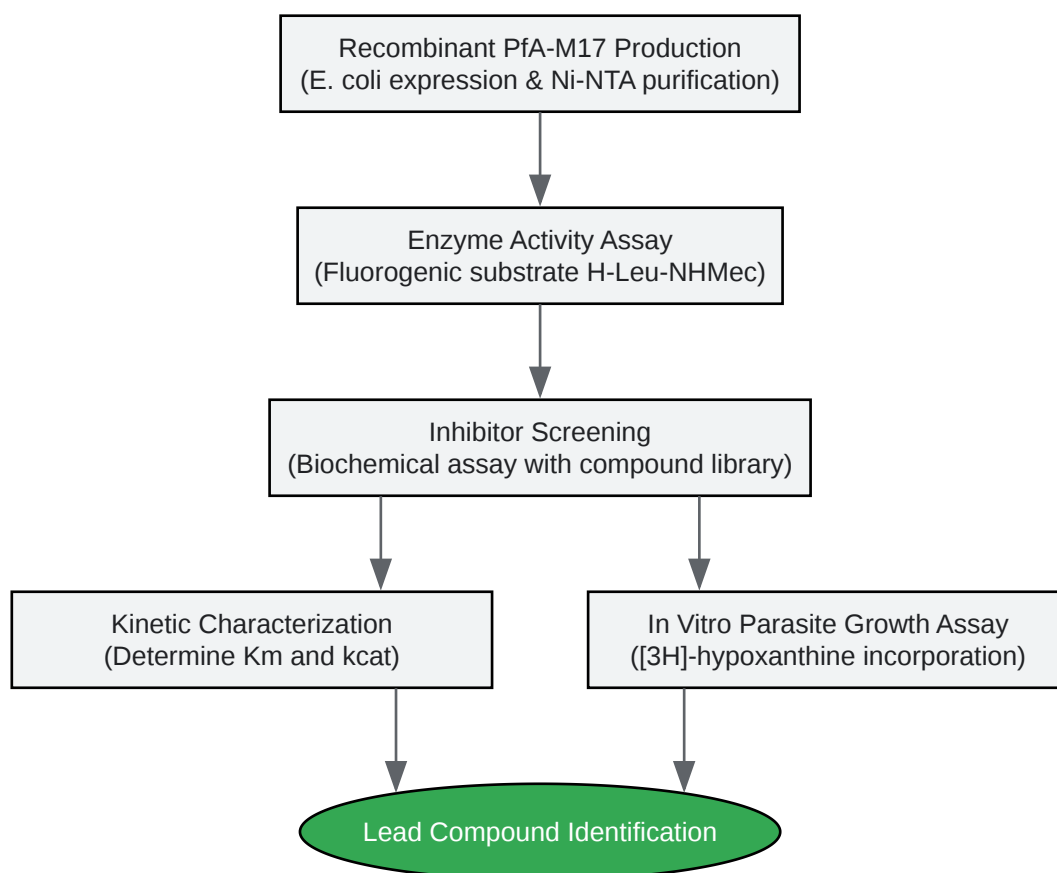 Recombinant PfA-M17 Production
(E. coli expression & Ni-NTA purification)
Enzyme Activity Assay
(Fluorogenic substrate H-Leu-NHMec)
Inhibitor Screening
(Biochemical assay with compound library)
Kinetic Characterization
(Determine Km and kcat)
In Vitro Parasite Growth Assay
([3H]-hypoxanthine incorporation)
Lead Compound Identification